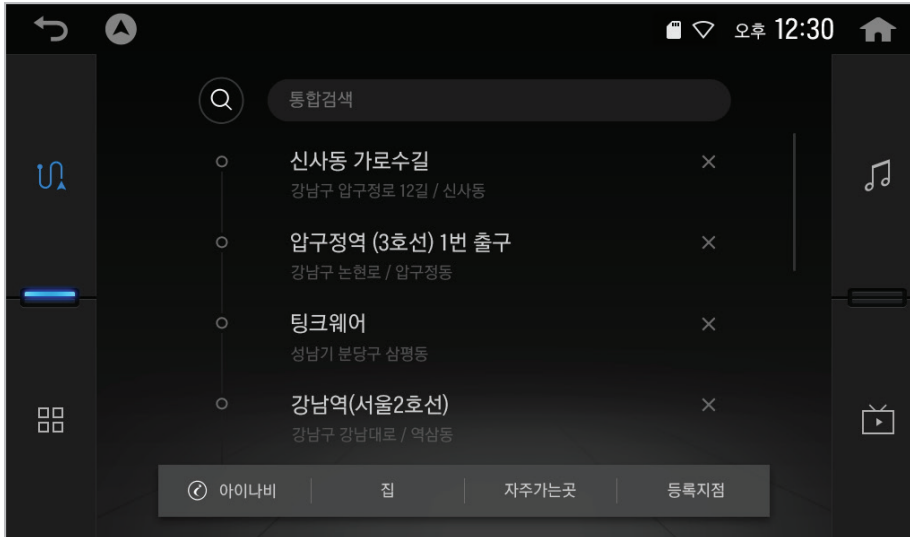 오후 12:30
통합검색
신사동 가로수길
강남구 압구정로 12길 / 신사동
압구정역 (3호선) 1번 출구
강남구 논현로 / 압구정동
팅크웨어
성남기 분당구 삼평동
강남역(서울2호선)
강남구 강남대로 / 역삼동
아이나비 집 자주가는곳 등록지점